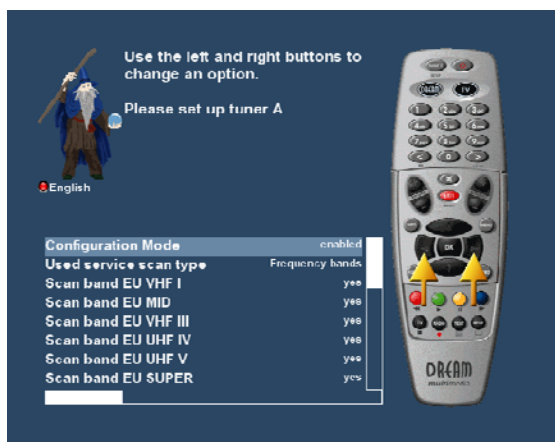 Use the left and right buttons to
change an option.
Please set up tuner A
English
Configuration Mode enabled
Used service scan type Frequency bands
Scan band EU VHF I yes
Scan band EU MID yes
Scan band EU VHF III yes
Scan band EU UHF IV yes
Scan band EU UHF V yes
Scan band EU SUPER yes
TV
OK
DREAM
multimedia